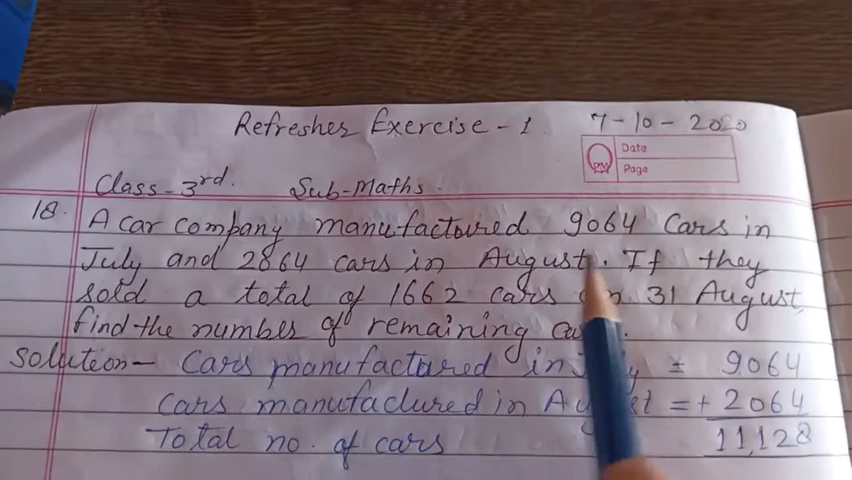 Refresher Exercise - 1 7-10-2020
Date
PM
Page
Class - 3rd. Sub - Maths.
18. A car company manufactured 9064 cars in
July and 2864 cars in August. If they
sold a total of 1662 cars on 31 August,
find the number of remaining
Solution - Cars manufactured in = 9064
Cars manufactured in = + 2064
Total no. of cars 11,128